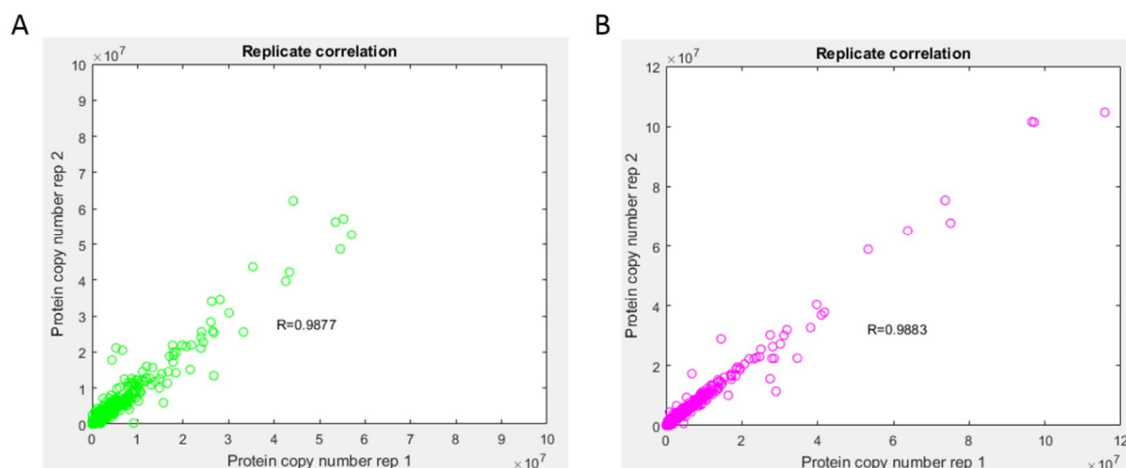 A
B
Replicate correlation
×10^7
Protein copy number rep 2
10
9
8
7
6
5
4
3
2
1
0
R=0.9877
0 1 2 3 4 5 6 7 8 9 10
Protein copy number rep 1
×10^7
Replicate correlation
×10^7
Protein copy number rep 2
12
10
8
6
4
2
0
R=0.9883
0 2 4 6 8 10 12
Protein copy number rep 1
×10^7